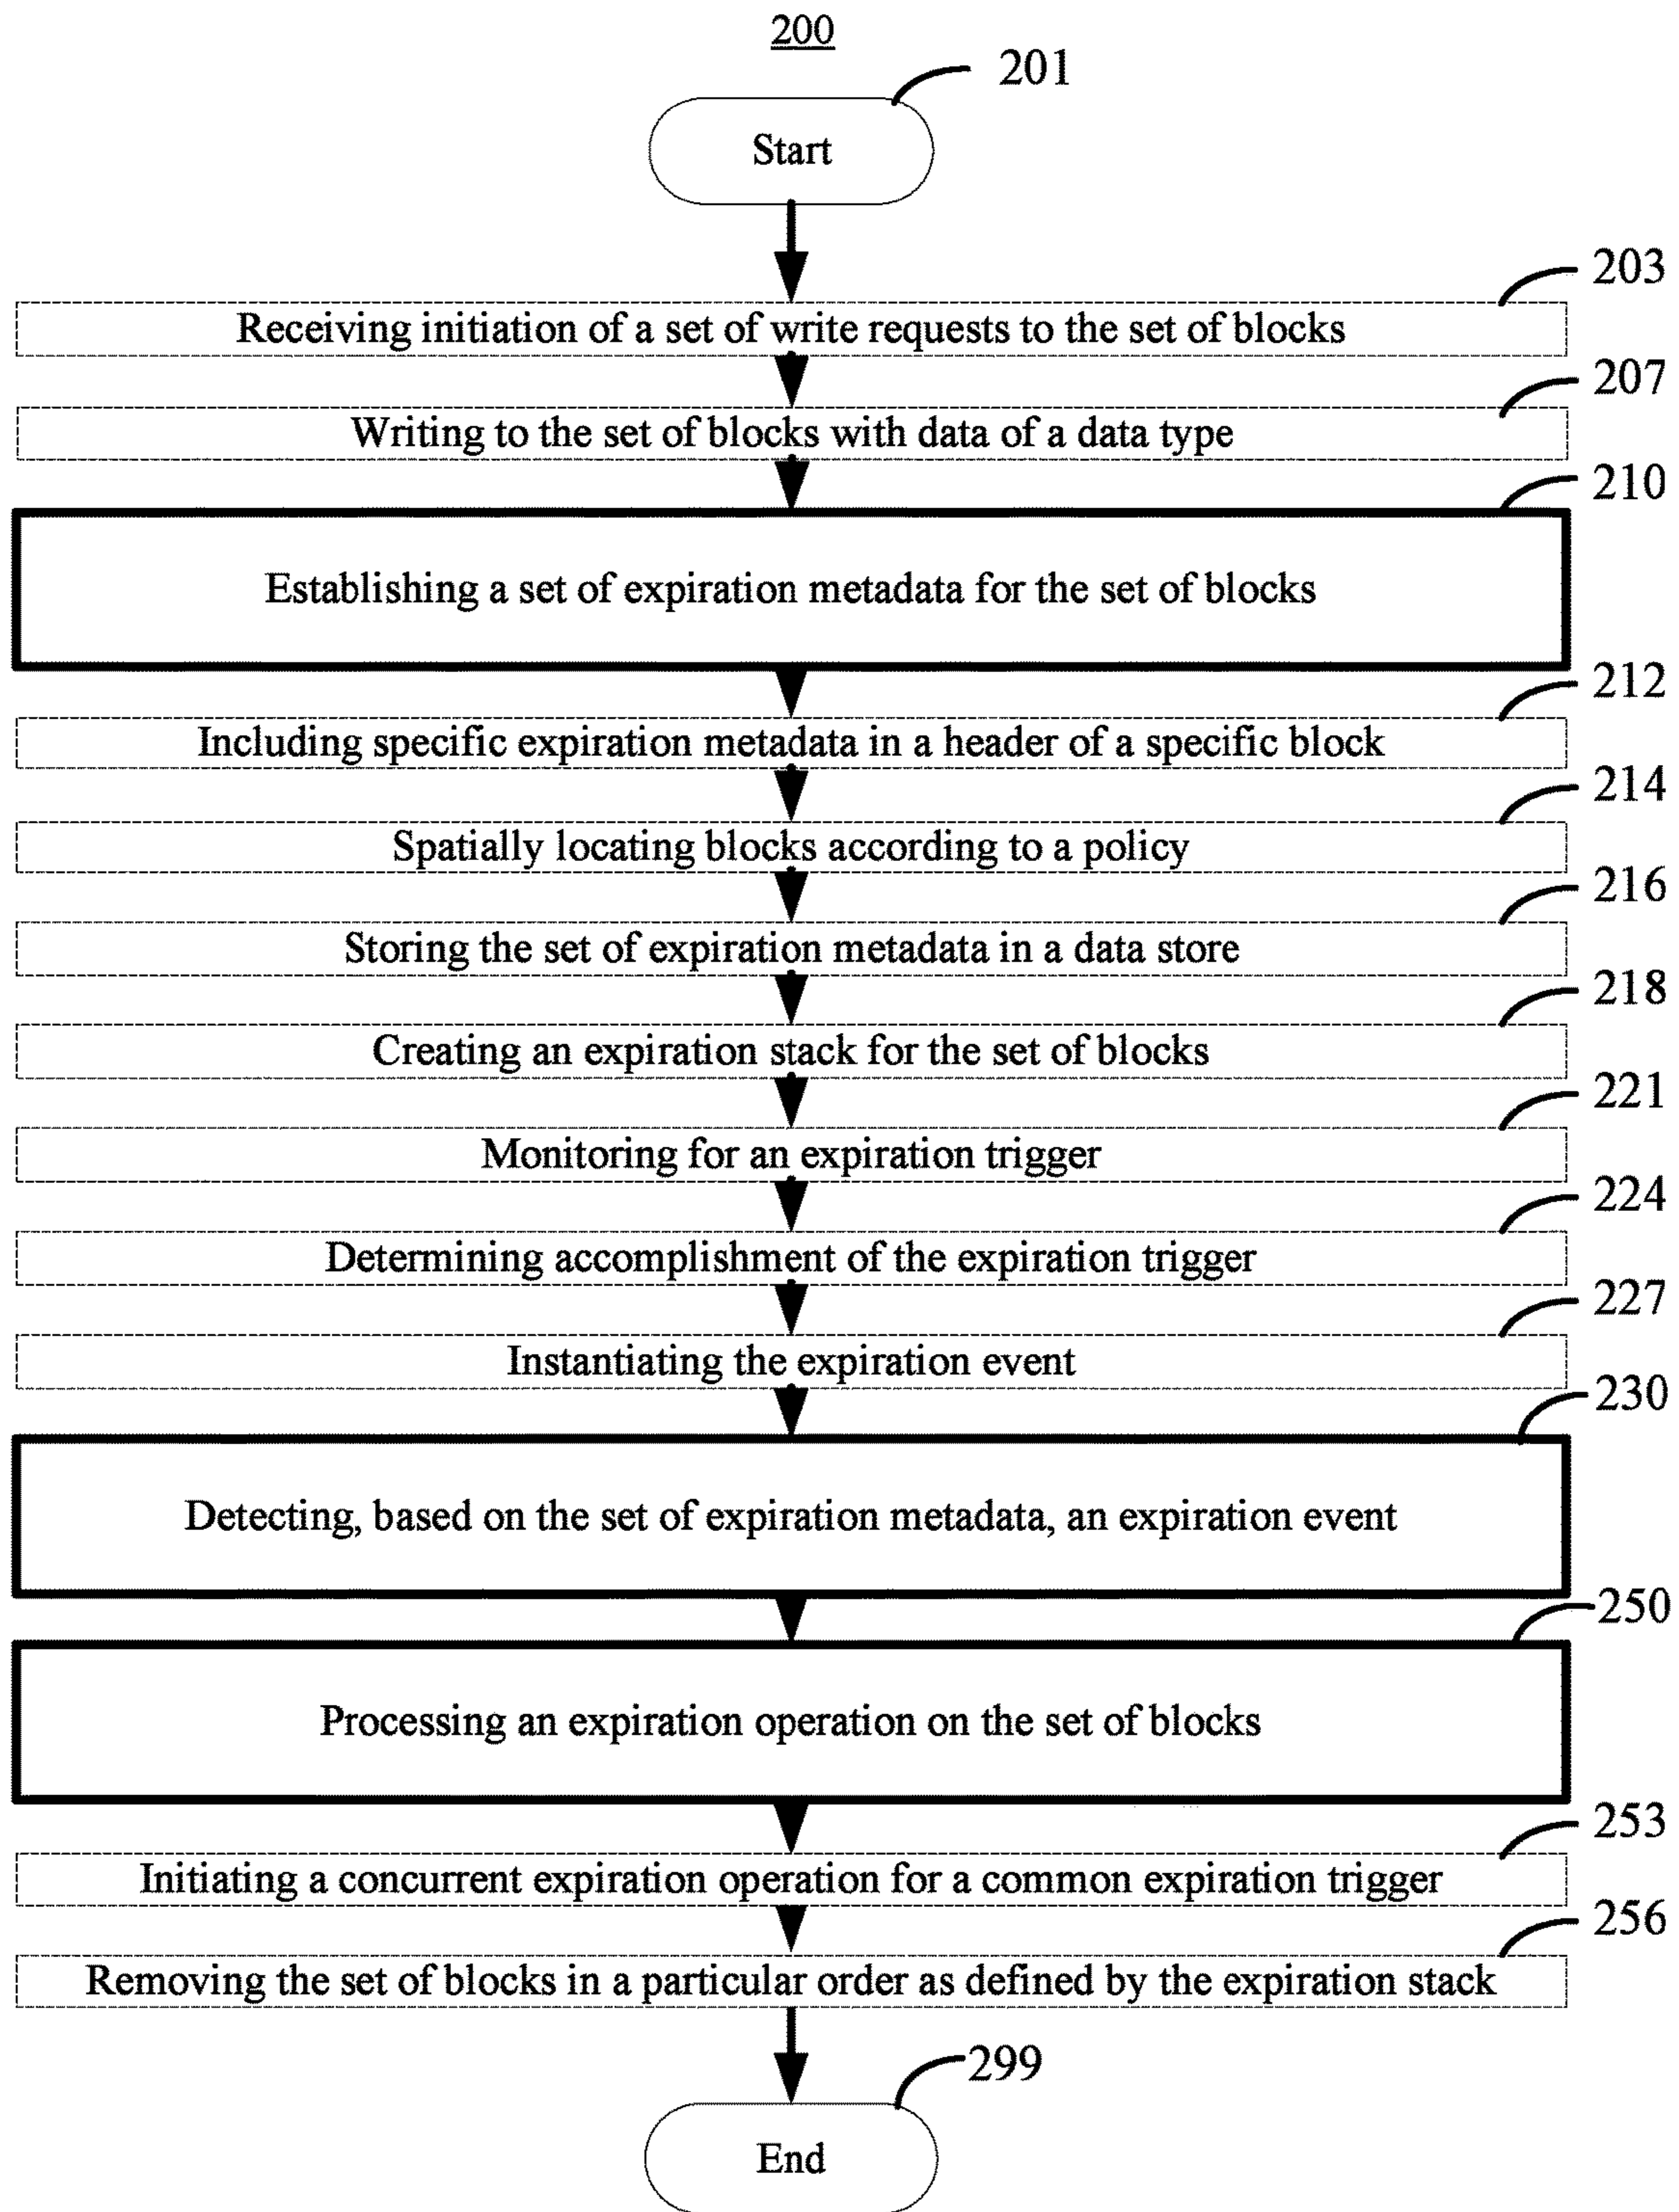 200
201
Start
203
Receiving initiation of a set of write requests to the set of blocks
207
Writing to the set of blocks with data of a data type
210
Establishing a set of expiration metadata for the set of blocks
212
Including specific expiration metadata in a header of a specific block
214
Spatially locating blocks according to a policy
216
Storing the set of expiration metadata in a data store
218
Creating an expiration stack for the set of blocks
221
Monitoring for an expiration trigger
224
Determining accomplishment of the expiration trigger
227
Instantiating the expiration event
230
Detecting, based on the set of expiration metadata, an expiration event
250
Processing an expiration operation on the set of blocks
253
Initiating a concurrent expiration operation for a common expiration trigger
256
Removing the set of blocks in a particular order as defined by the expiration stack
299
End